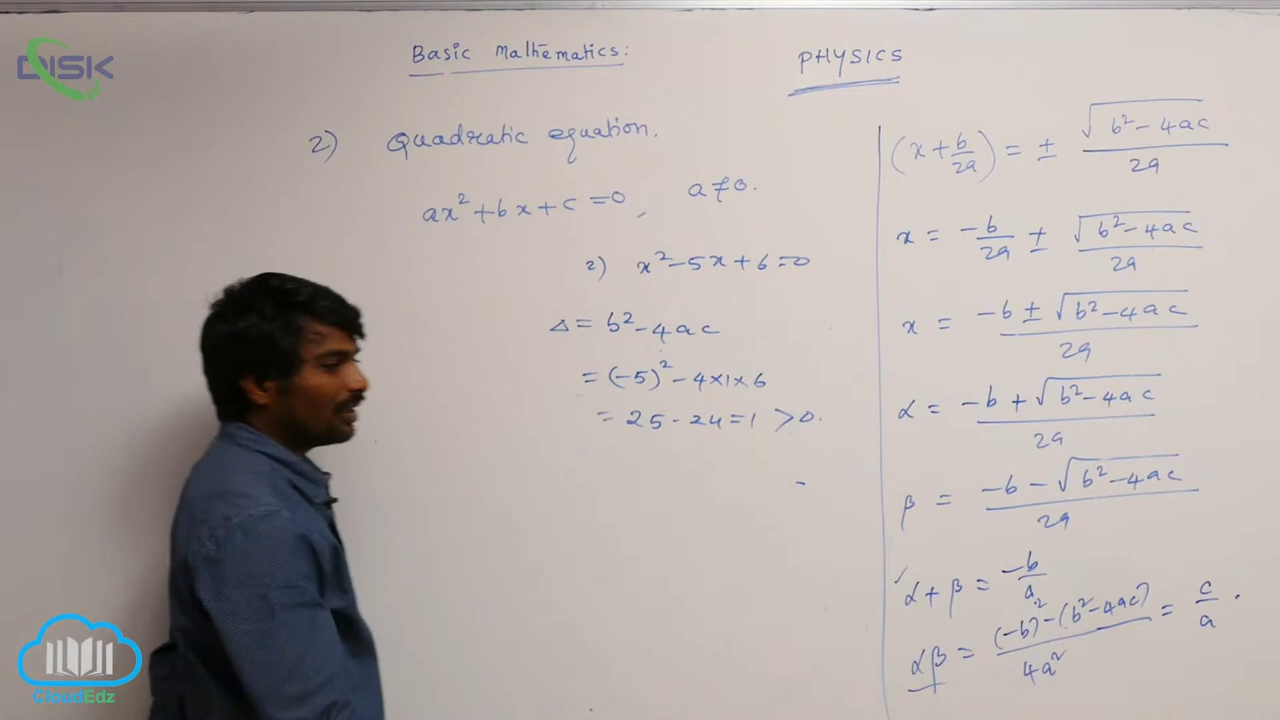 DISK
Basic Mathematics:
PHYSICS
2) Quadratic equation.
ax² + bx + c = 0, a ≠ 0.
2) x² - 5x + 6 = 0
Δ = b² - 4ac
= (-5)² - 4×1×6
= 25 - 24 = 1 > 0.
-
(x + b/2a) = ± √(b² - 4ac)/2a
x = -b/2a ± √(b² - 4ac)/2a
x = (-b ± √(b² - 4ac))/2a
α = (-b + √(b² - 4ac))/2a
β = (-b - √(b² - 4ac))/2a
α + β = -b/a
αβ = ((-b)² - (b² - 4ac))/4a² = c/a .
CloudEdz